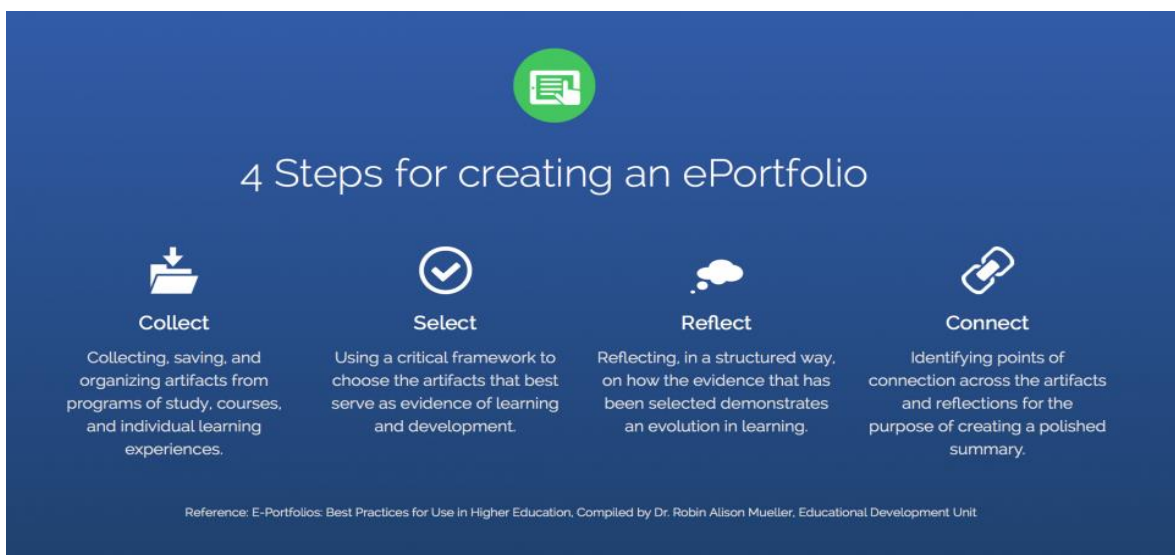 4 Steps for creating an ePortfolio
Collect
Collecting, saving, and
organizing artifacts from
programs of study, courses,
and individual learning
experiences.
Select
Using a critical framework to
choose the artifacts that best
serve as evidence of learning
and development.
Reflect
Reflecting, in a structured way,
on how the evidence that has
been selected demonstrates
an evolution in learning.
Connect
Identifying points of
connection across the artifacts
and reflections for the
purpose of creating a polished
summary.
Reference: E-Portfolios: Best Practices for Use in Higher Education, Compiled by Dr. Robin Alison Mueller, Educational Development Unit